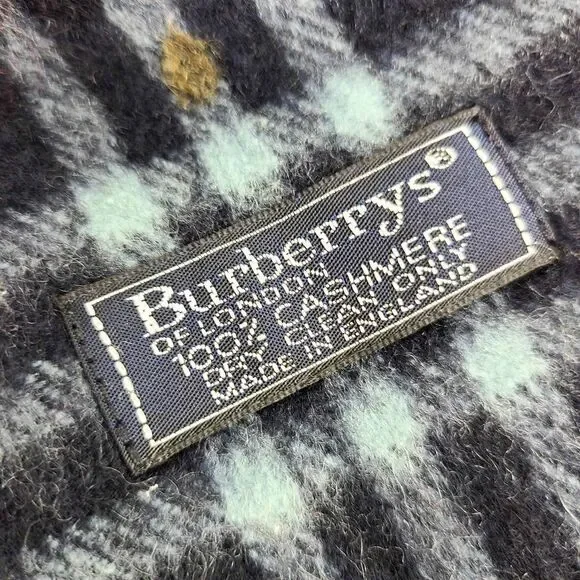 Burberrys®
OF LONDON
100% CASHMERE
DRY CLEAN ONLY
MADE IN ENGLAND